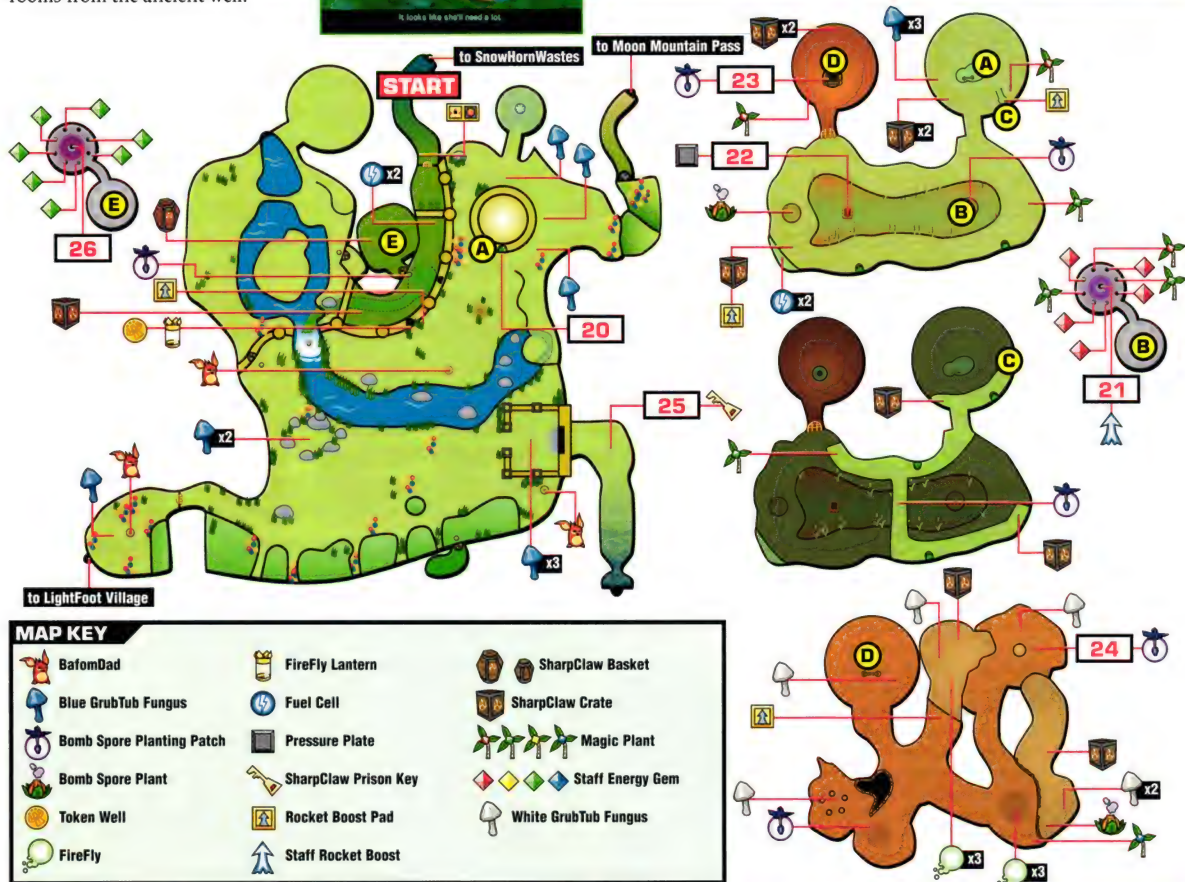 rooms from the ancient well.
It looks like she'll need a lot
to SnowHornWastes
to Moon Mountain Pass
START
x2
x3
D
A
23
C
x2
22
B
E
26
x2
E
A
20
x2
21
B
C
25
x2
x3
to LightFoot Village
D
24
x2
x3
x3
MAP KEY
BafomDad
Blue GrubTub Fungus
Bomb Spore Planting Patch
Bomb Spore Plant
Token Well
FireFly
FireFly Lantern
Fuel Cell
Pressure Plate
SharpClaw Prison Key
Rocket Boost Pad
Staff Rocket Boost
SharpClaw Basket
SharpClaw Crate
Magic Plant
Staff Energy Gem
White GrubTub Fungus